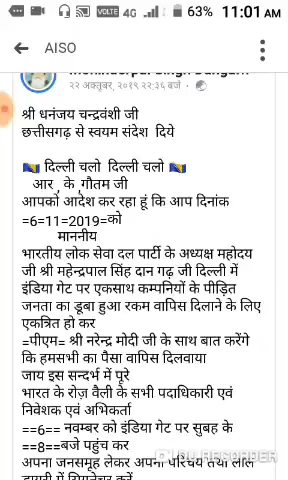 VOLTE 4G 63% 11:01 AM
AISO
२२ अक्तूबर, २०१९ २२:३६ बजे •
श्री धनंजय चन्द्रवंशी जी
छत्तीसगढ़ से स्वयम संदेश दिये
दिल्ली चलो दिल्ली चलो
आर , के ,गौतम जी
आपको आदेश कर रहा हूं कि आप दिनांक
=6=11=2019=को
माननीय
भारतीय लोक सेवा दल पार्टी के अध्यक्ष महोदय
जी श्री महेन्द्रपाल सिंह दान गढ़ जी दिल्ली में
इंडिया गेट पर एकसाथ कम्पनियों के पीड़ित
जनता का डूबा हुआ रकम वापिस दिलाने के लिए
एकत्रित हो कर
=पीएम= श्री नरेन्द्र मोदी जी के साथ बात करेंगे
कि हमसभी का पैसा वापिस दिलवाया
जाय इस सन्दर्भ में पूरे
भारत के रोज़ वैली के सभी पदाधिकारी एवं
निवेशक एवं अभिकर्ता
==6== नवम्बर को इंडिया गेट पर सुबह के
==8==बजे पहुंच कर
DU RECORDER
अपना जनसमूह लेकर अपना परिचय तथा लाल